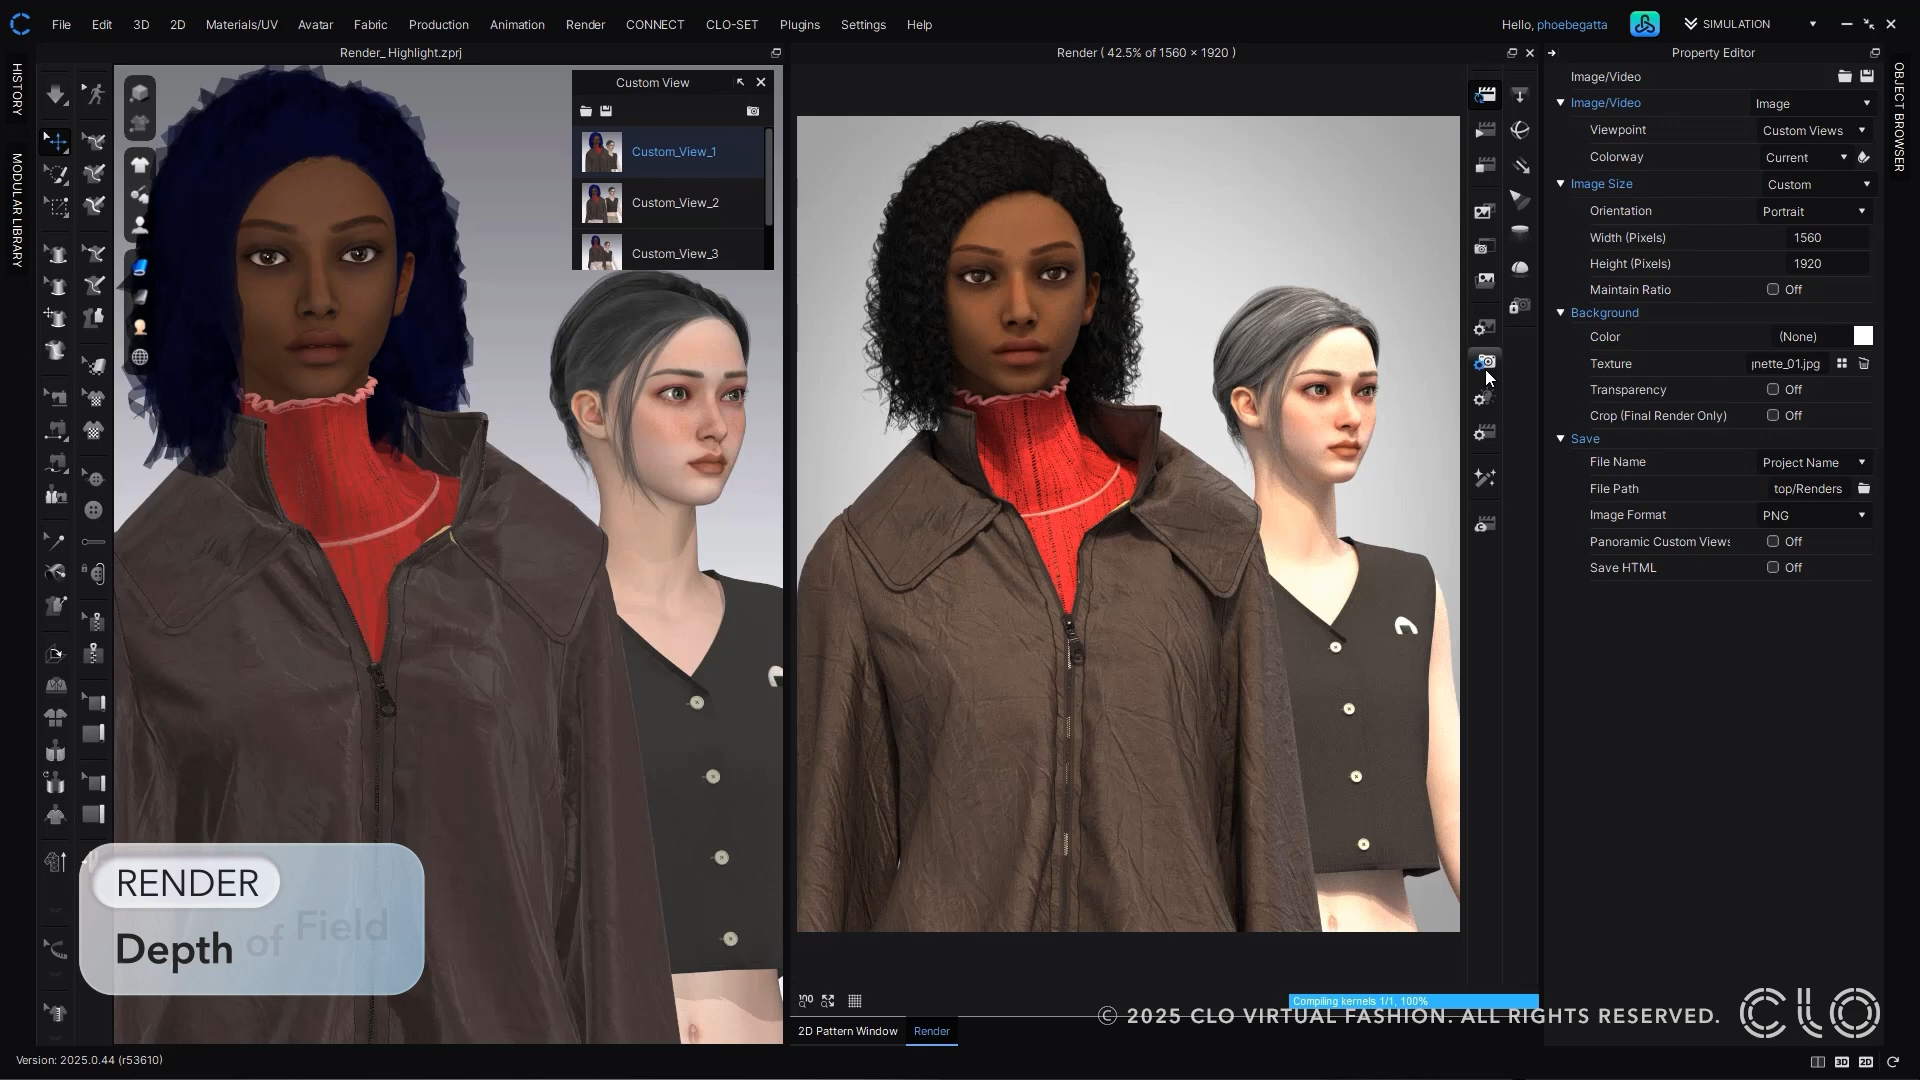 File Edit 3D 2D Materials/UV Avatar Fabric Production Animation Render CONNECT CLO-SET Plugins Settings Help
Hello, phoebegatta
SIMULATION
HISTORY
MODULAR LIBRARY
Render_Highlight.zprj
Custom View
Custom_View_1
Custom_View_2
Custom_View_3
Render ( 42.5% of 1560 × 1920 )
Property Editor
OBJECT BROWSER
Image/Video
Image/Video Image
Viewpoint Custom Views
Colorway Current
Image Size Custom
Orientation Portrait
Width (Pixels) 1560
Height (Pixels) 1920
Maintain Ratio Off
Background
Color (None)
Texture nette_01.jpg
Transparency Off
Crop (Final Render Only) Off
Save
File Name Project Name
File Path top/Renders
Image Format PNG
Panoramic Custom Views Off
Save HTML Off
RENDER
Depth of Field
100
Compiling kernels 1/1, 100%
2D Pattern Window Render
© 2025 CLO VIRTUAL FASHION. ALL RIGHTS RESERVED.
CLO
Version: 2025.0.44 (r53610)
3D 2D